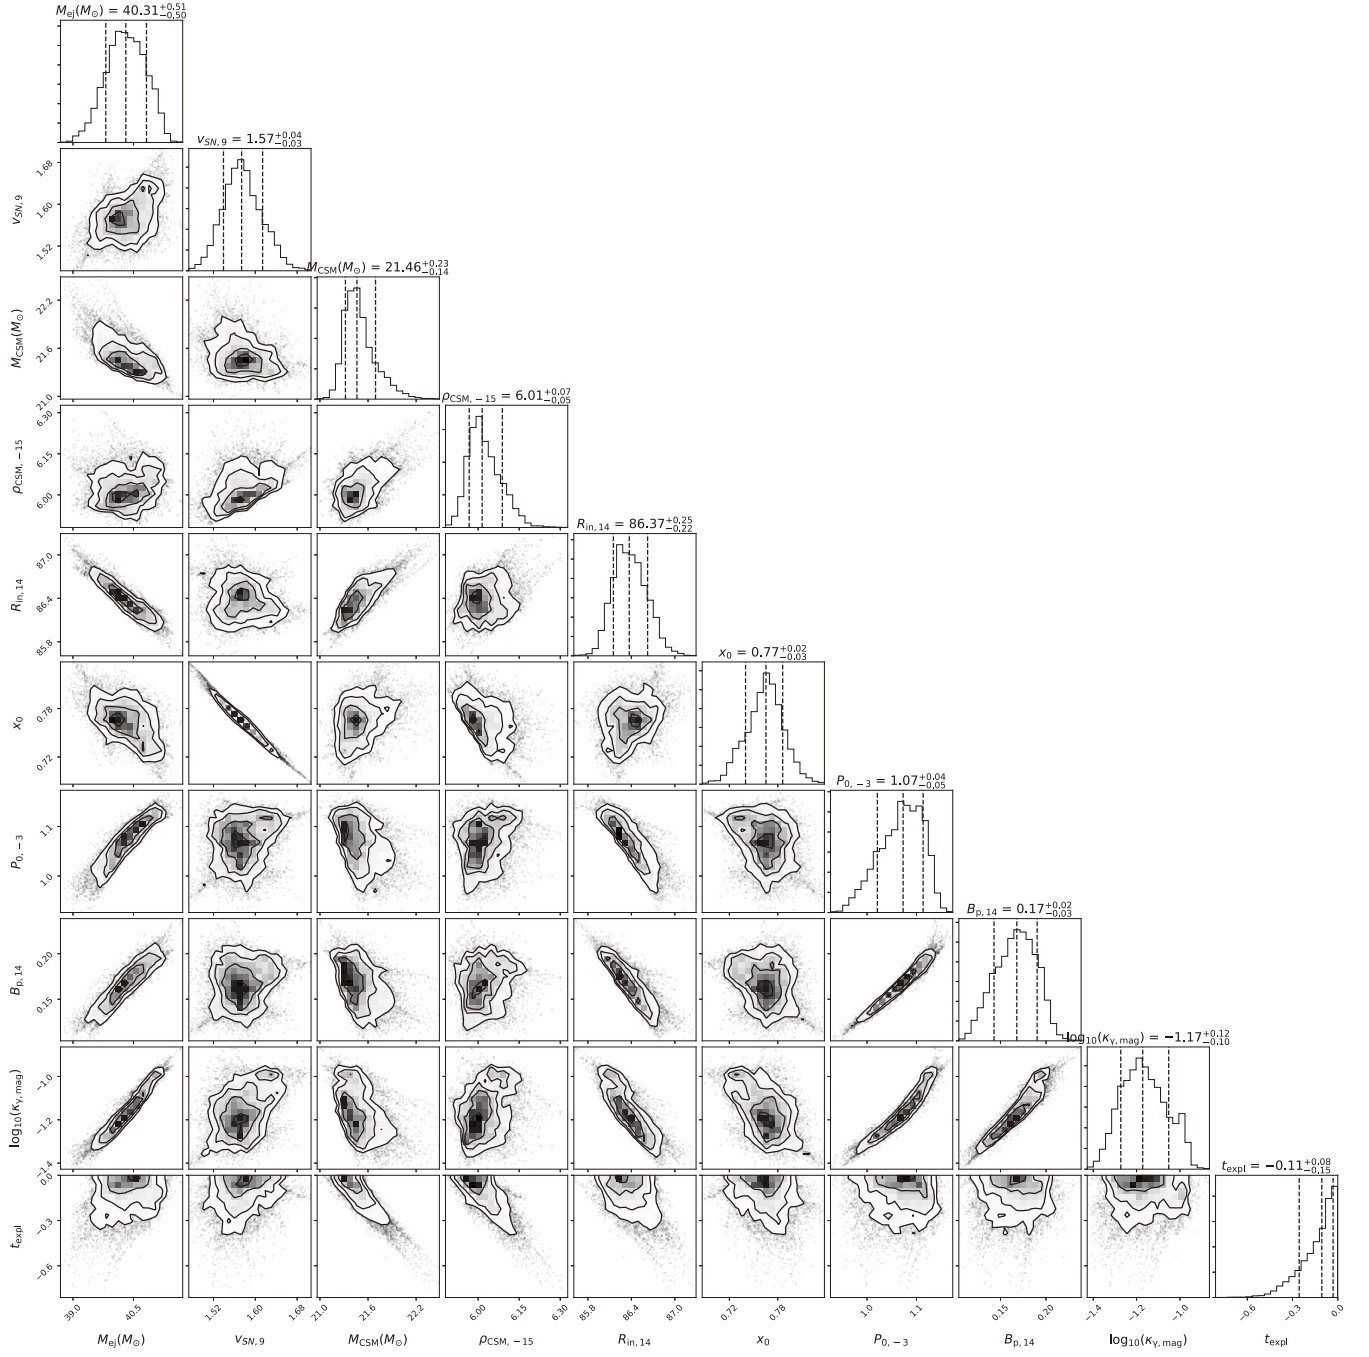 M_ej(M_⊙) = 40.31^{+0.51}_{−0.50}
v_{SN, 9} = 1.57^{+0.04}_{−0.03}
1.68
1.60
1.52
v_{SN, 9}
M_CSM(M_⊙) = 21.46^{+0.23}_{−0.14}
22.2
21.6
21.0
M_CSM(M_⊙)
ρ_{CSM, −15} = 6.01^{+0.07}_{−0.05}
6.30
6.15
6.00
ρ_{CSM, −15}
R_{in, 14} = 86.37^{+0.25}_{−0.22}
87.0
86.4
85.8
R_{in, 14}
x_0 = 0.77^{+0.02}_{−0.03}
0.78
0.72
x_0
P_{0, −3} = 1.07^{+0.04}_{−0.05}
1.1
1.0
P_{0, −3}
B_{p, 14} = 0.17^{+0.02}_{−0.03}
0.20
0.15
B_{p, 14}
log_10(κ_{γ, mag}) = −1.17^{+0.12}_{−0.10}
−1.0
−1.2
−1.4
log_10(κ_{γ, mag})
t_expl = −0.11^{+0.08}_{−0.15}
0.0
−0.3
−0.6
t_expl
39.0 40.5 1.52 1.60 1.68 21.0 21.6 22.2 6.00 6.15 6.30 85.8 86.4 87.0 0.72 0.78 1.0 1.1 0.15 0.20 −1.4 −1.2 −1.0 −0.6 −0.3 0.0
M_ej(M_⊙) v_{SN, 9} M_CSM(M_⊙) ρ_{CSM, −15} R_{in, 14} x_0 P_{0, −3} B_{p, 14} log_10(κ_{γ, mag}) t_expl